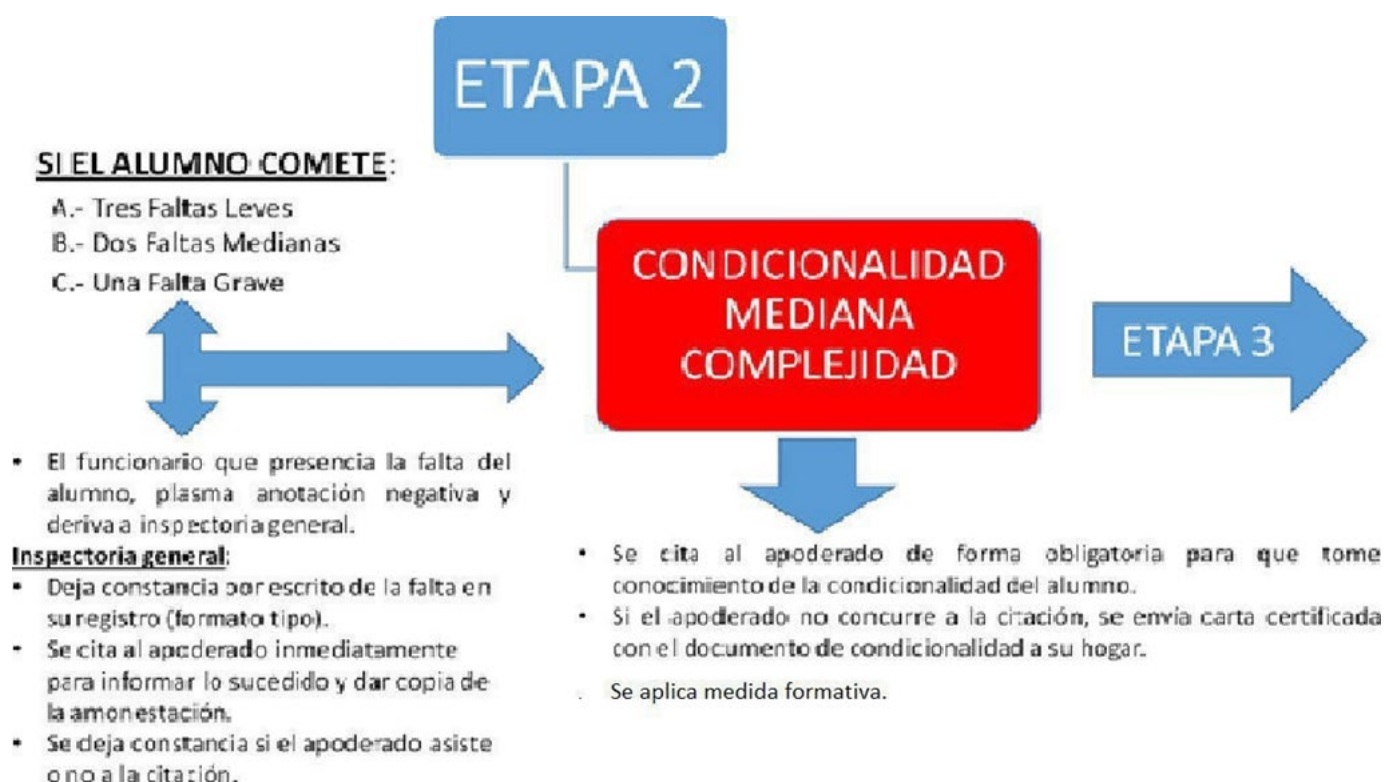 ETAPA 2
SI EL ALUMNO COMETE:
A.- Tres Faltas Leves
B.- Dos Faltas Medianas
C.- Una Falta Grave
CONDICIONALIDAD
MEDIANA
COMPLEJIDAD
ETAPA 3
• El funcionario que presencia la falta del
alumno, plasma anotación negativa y
deriva a inspectoria general.
Inspectoria general:
• Deja constancia por escrito de la falta en
su registro (formato tipo).
• Se cita al apoderado inmediatamente
para informar lo sucedido y dar copia de
la amonestación.
• Se deja constancia si el apoderado asiste
o no a la citación.
• Se cita al apoderado de forma obligatoria para que tome
conocimiento de la condicionalidad del alumno.
• Si el apoderado no concurre a la citación, se envía carta certificada
con el documento de condicionalidad a su hogar.
. Se aplica medida formativa.